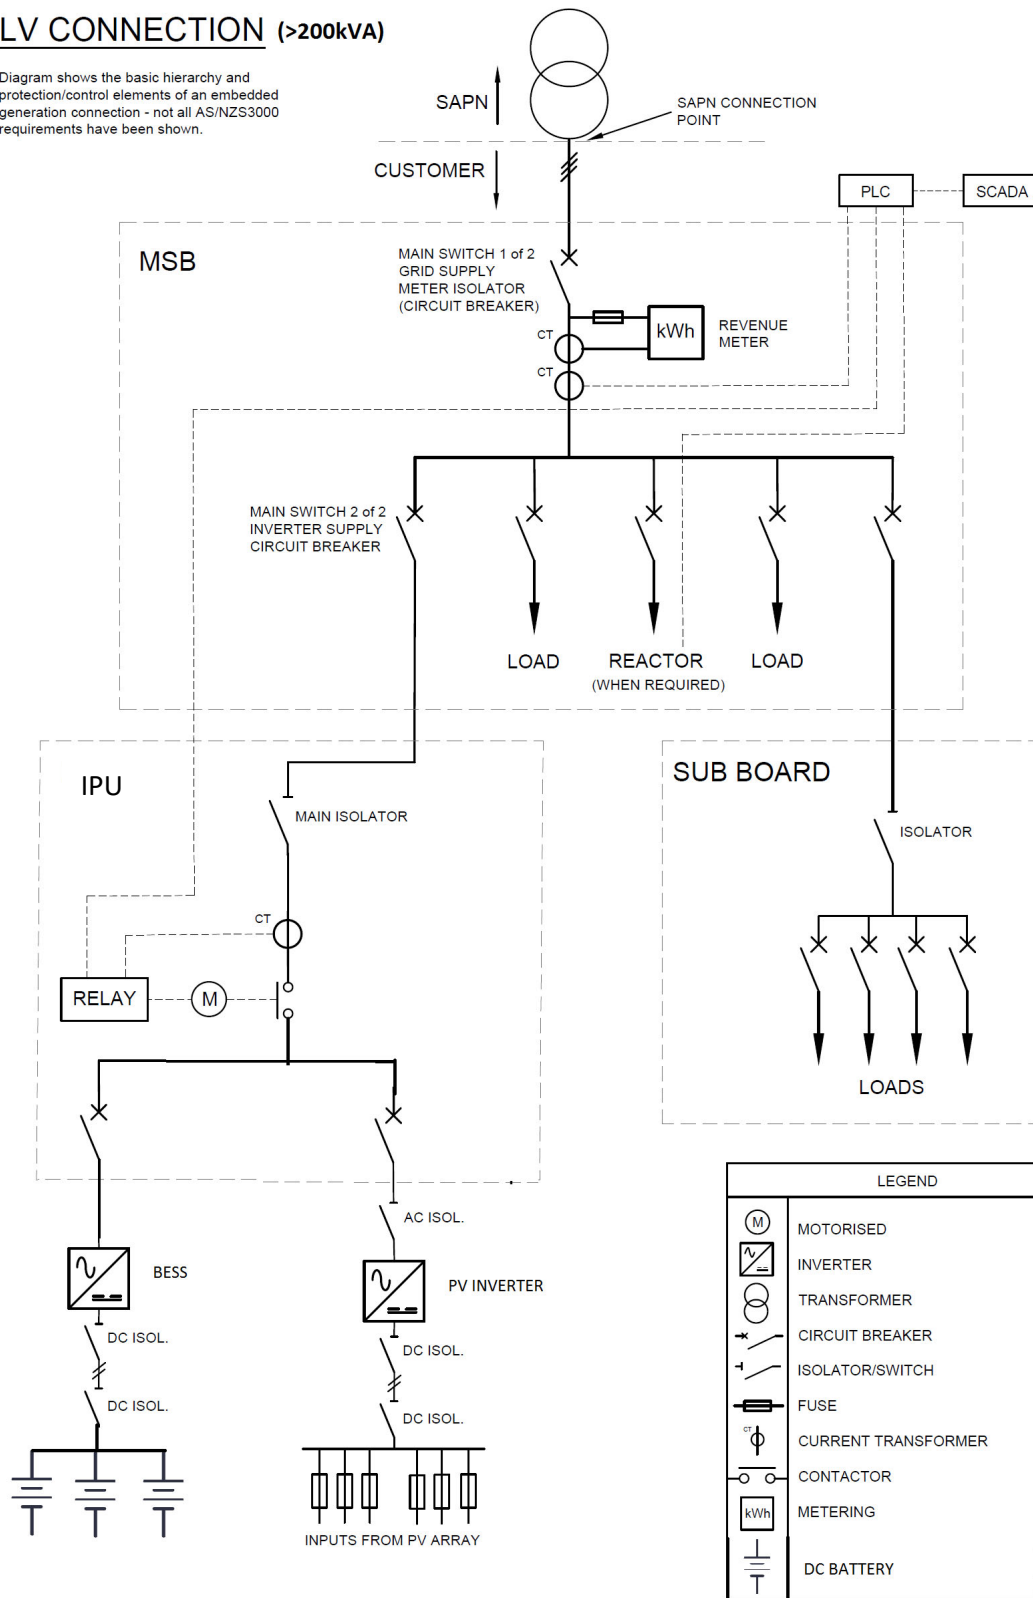 LV CONNECTION (>200kVA)
Diagram shows the basic hierarchy and
protection/control elements of an embedded
generation connection - not all AS/NZS3000
requirements have been shown.
SAPN
SAPN CONNECTION
POINT
CUSTOMER
PLC
SCADA
MSB
MAIN SWITCH 1 of 2
GRID SUPPLY
METER ISOLATOR
(CIRCUIT BREAKER)
CT
kWh
REVENUE
METER
CT
MAIN SWITCH 2 of 2
INVERTER SUPPLY
CIRCUIT BREAKER
LOAD
REACTOR
(WHEN REQUIRED)
LOAD
IPU
SUB BOARD
MAIN ISOLATOR
ISOLATOR
CT
RELAY
M
LOADS
AC ISOL.
BESS
PV INVERTER
DC ISOL.
DC ISOL.
DC ISOL.
DC ISOL.
INPUTS FROM PV ARRAY
LEGEND
M MOTORISED
INVERTER
TRANSFORMER
CIRCUIT BREAKER
ISOLATOR/SWITCH
FUSE
CT CURRENT TRANSFORMER
CONTACTOR
kWh METERING
DC BATTERY